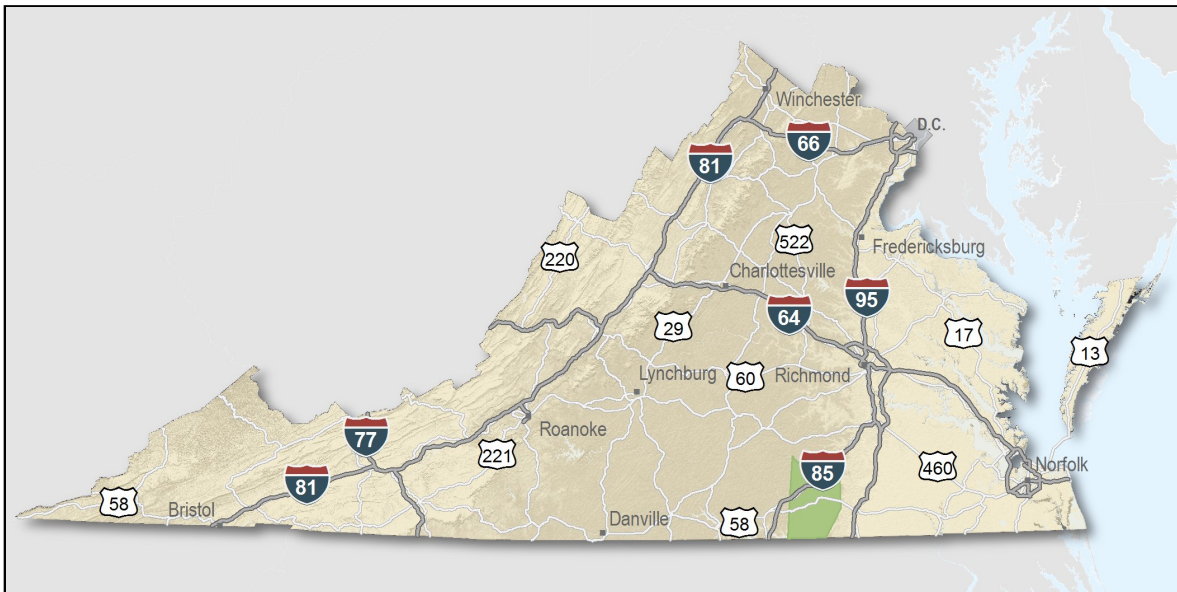 Winchester
D.C.
66
81
522
Fredericksburg
220
Charlottesville
95
64
29
17
13
Lynchburg
60
Richmond
77
Roanoke
221
85
460
Norfolk
81
58
Bristol
Danville
58